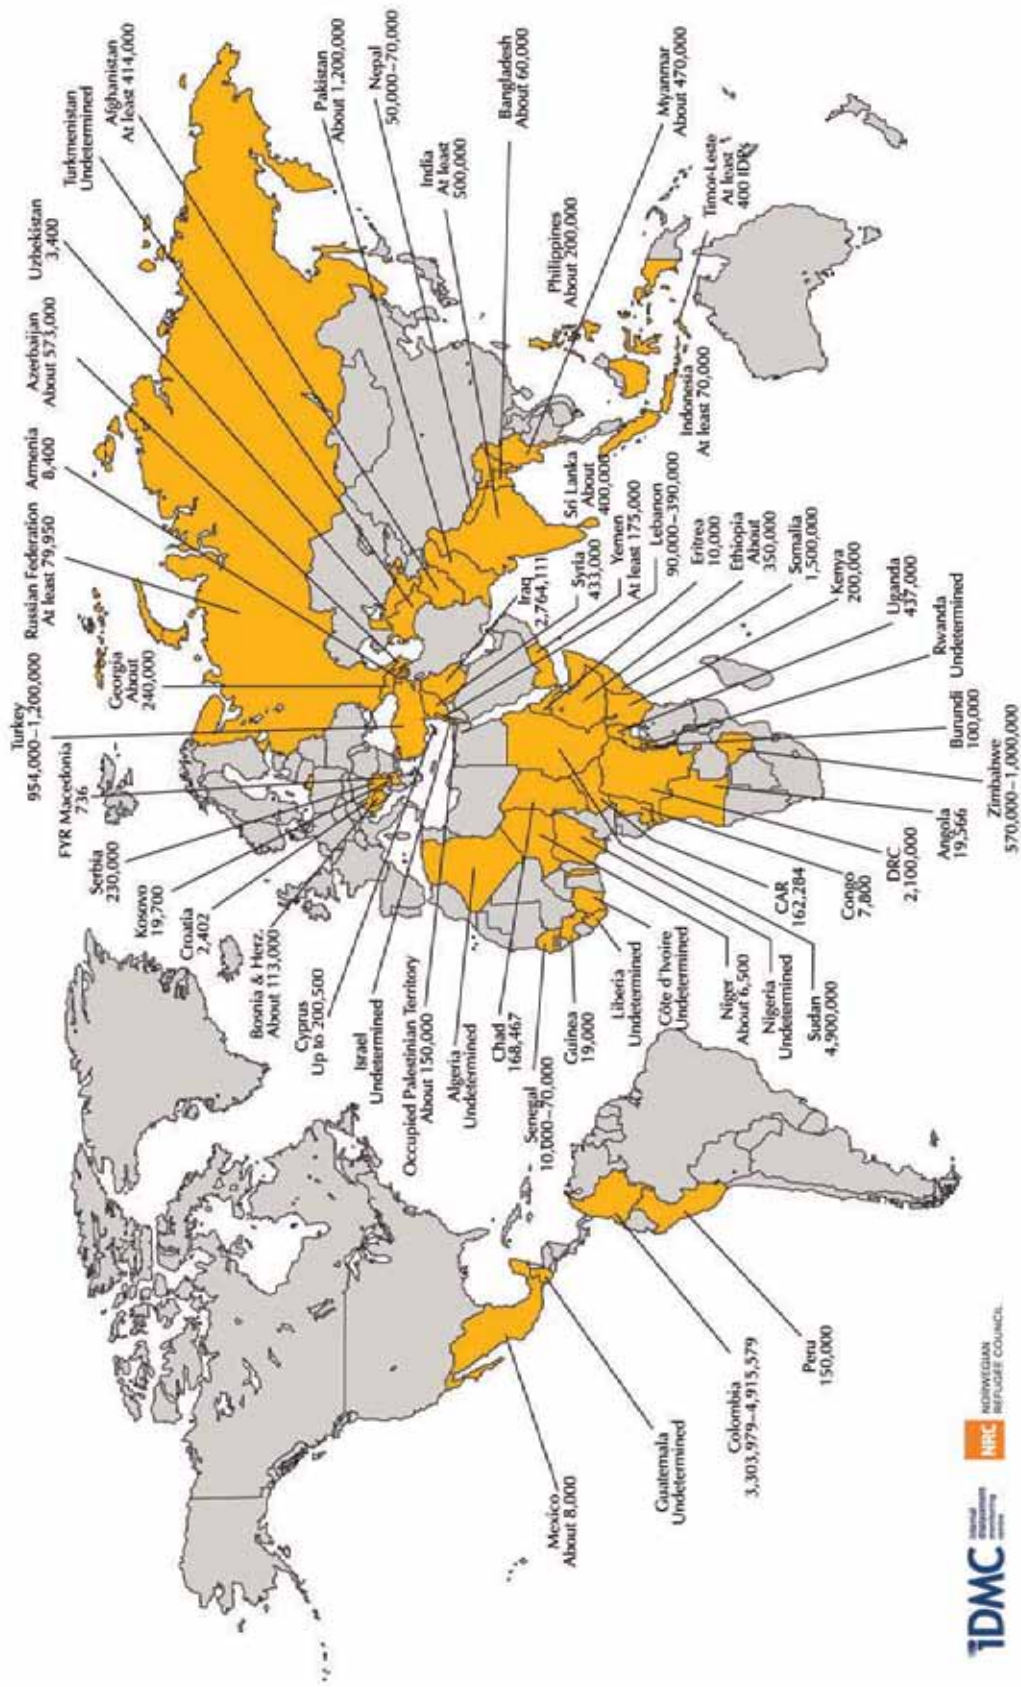 Turkey
954,000–1,200,000
Russian Federation
At least 79,950
Armenia
8,400
Azerbaijan
About 573,000
Uzbekistan
3,400
Turkmenistan
Undetermined
Afghanistan
At least 414,000
Pakistan
About 1,200,000
Nepal
50,000–70,000
India
At least
500,000
Bangladesh
About 60,000
Myanmar
About 470,000
Philippines
About 200,000
Timor-Leste
At least
400 IDPs
Indonesia
At least 70,000
Sri Lanka
About
400,000
FYR Macedonia
736
Georgia
About
240,000
Serbia
230,000
Kosovo
19,700
Croatia
2,402
Bosnia & Herz.
About 113,000
Cyprus
Up to 200,500
Israel
Undetermined
Occupied Palestinian Territory
About 150,000
Algeria
Undetermined
Chad
168,467
Senegal
10,000–70,000
Guinea
19,000
Liberia
Undetermined
Côte d'Ivoire
Undetermined
Niger
About 6,500
Nigeria
Undetermined
Sudan
4,900,000
CAR
162,284
Congo
7,800
DRC
2,100,000
Angola
19,566
Zimbabwe
570,000–1,000,000
Burundi
100,000
Rwanda
Undetermined
Uganda
437,000
Kenya
200,000
Somalia
1,500,000
Ethiopia
About
350,000
Eritrea
10,000
Lebanon
90,000–390,000
Yemen
At least 175,000
Syria
433,000
Iraq
2,764,111
Mexico
About 8,000
Guatemala
Undetermined
Colombia
3,303,979–4,915,579
Peru
150,000
iDMC
internal
displacement
monitoring
centre
NRC
NORWEGIAN
REFUGEE COUNCIL